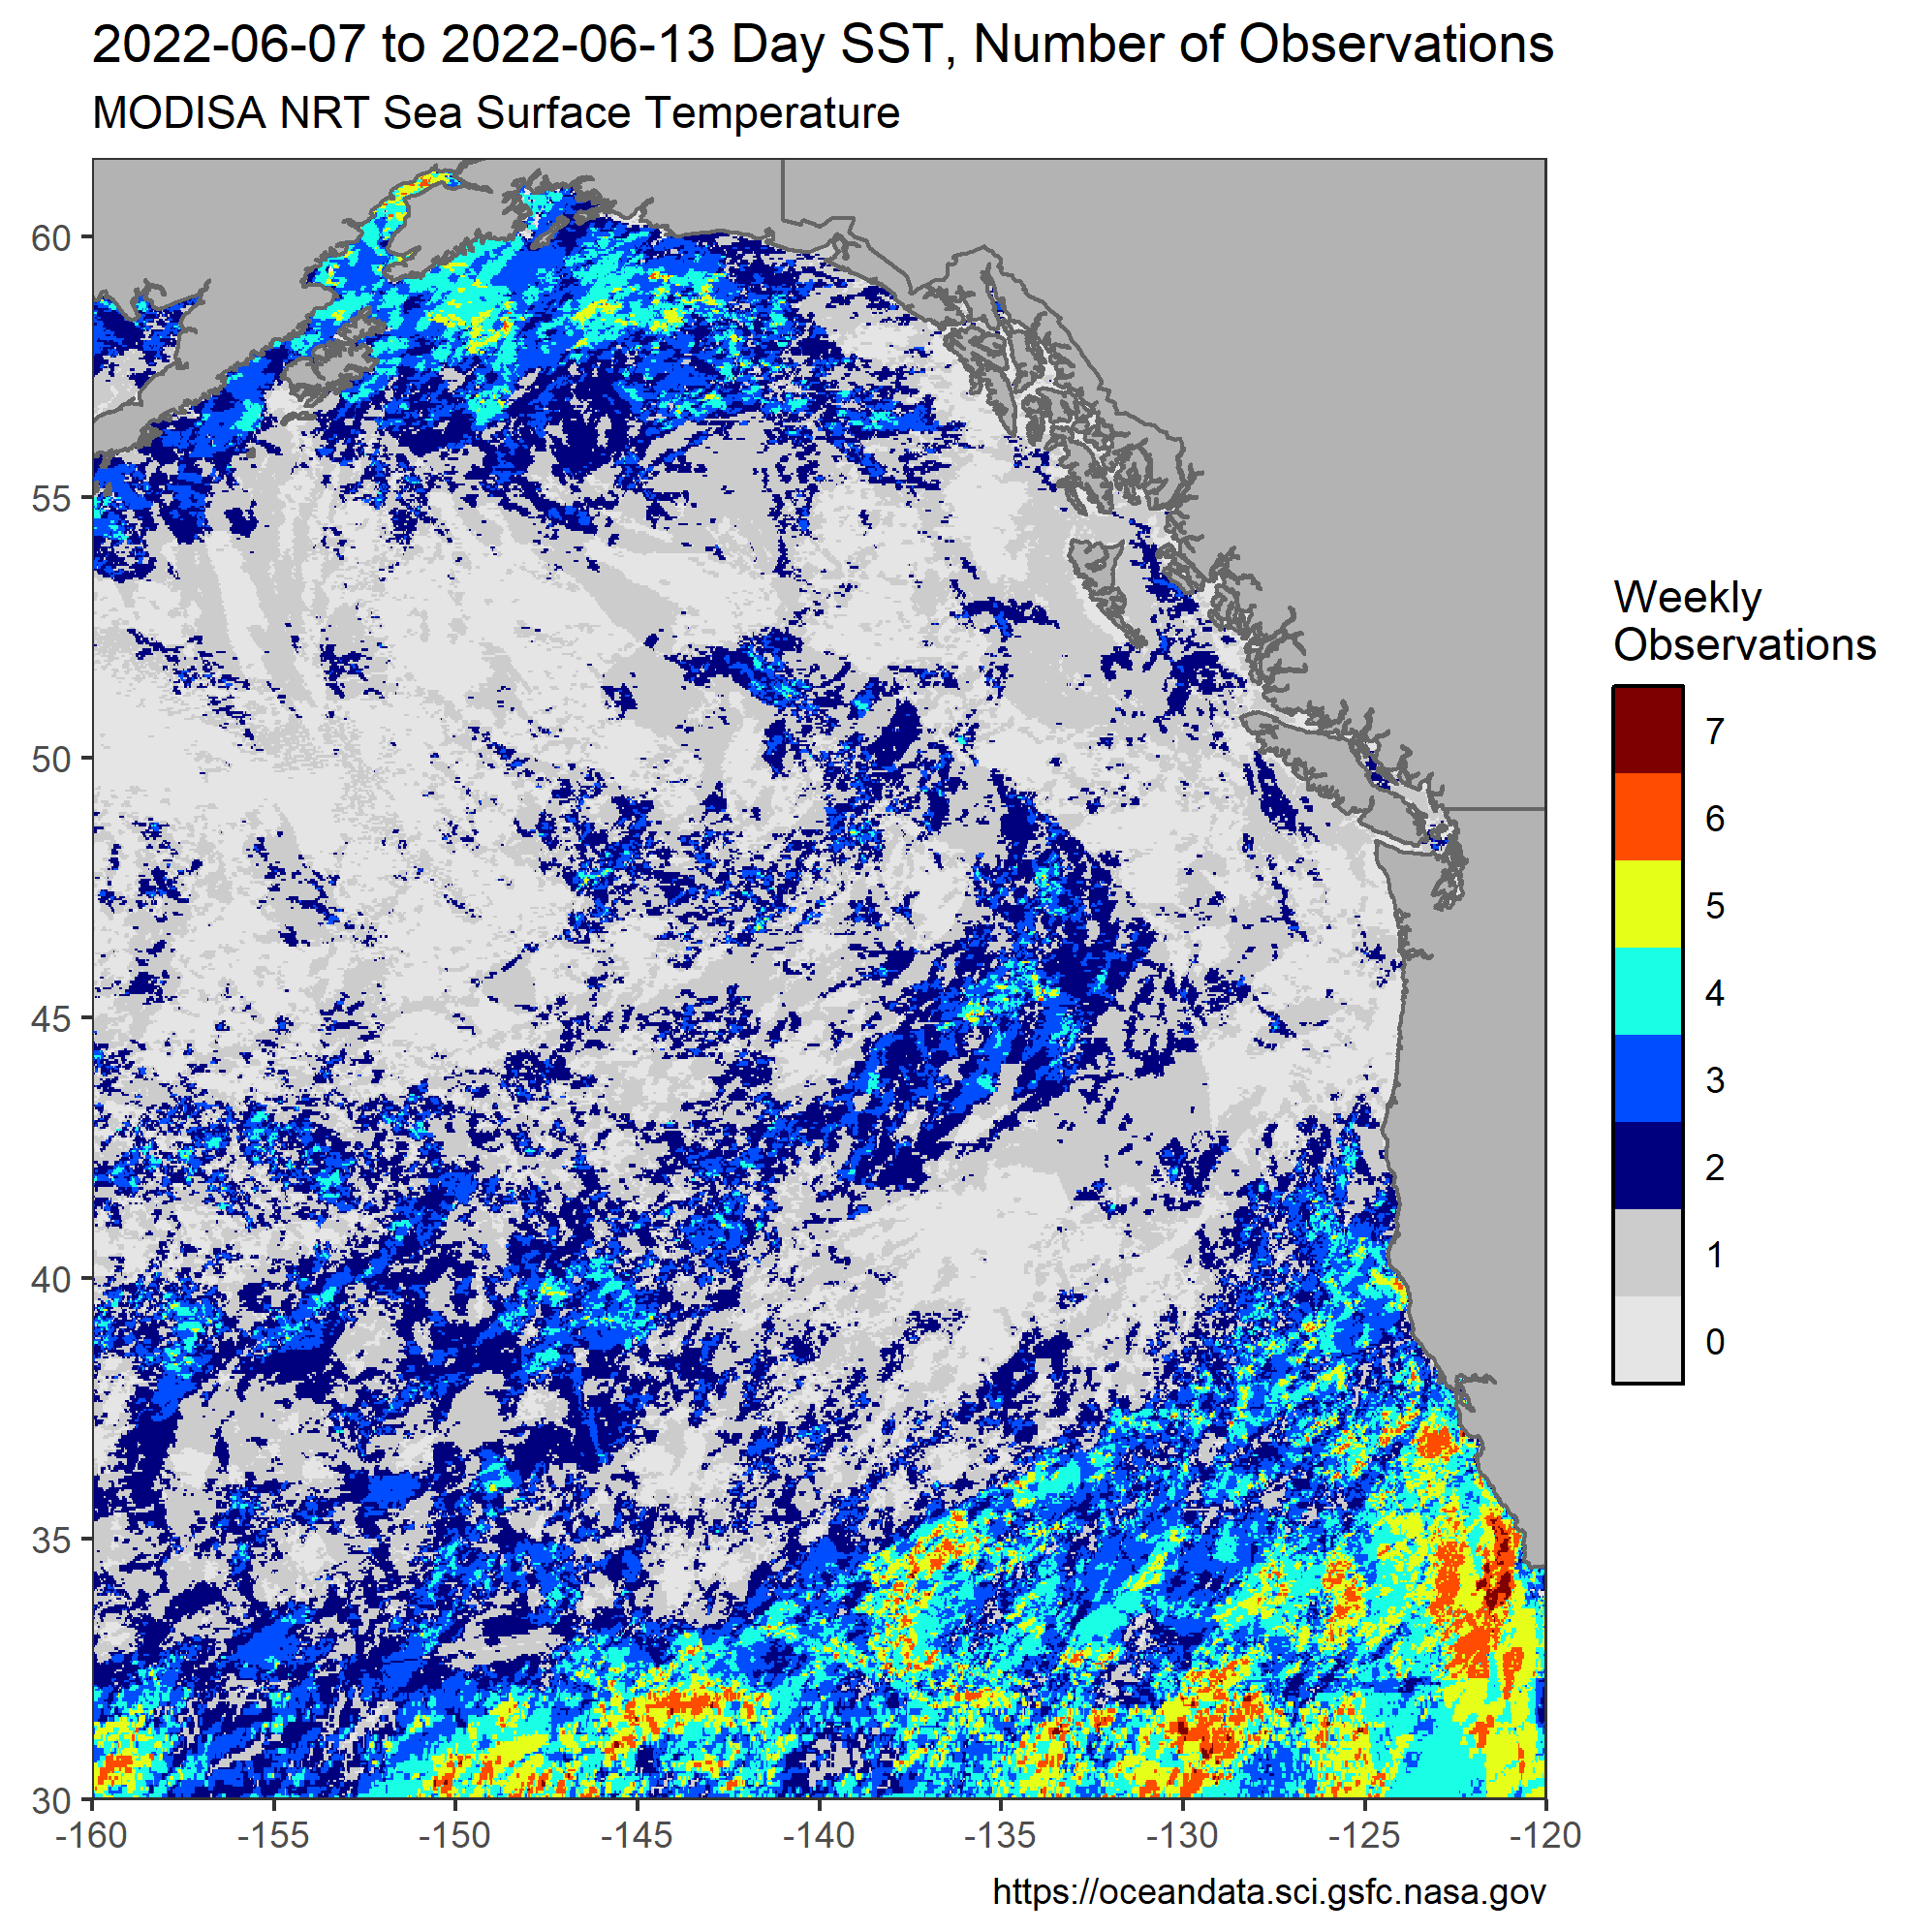 2022-06-07 to 2022-06-13 Day SST, Number of Observations
MODISA NRT Sea Surface Temperature
60
55
50
45
40
35
30
-160 -155 -150 -145 -140 -135 -130 -125 -120
Weekly
Observations
7
6
5
4
3
2
1
0
https://oceandata.sci.gsfc.nasa.gov